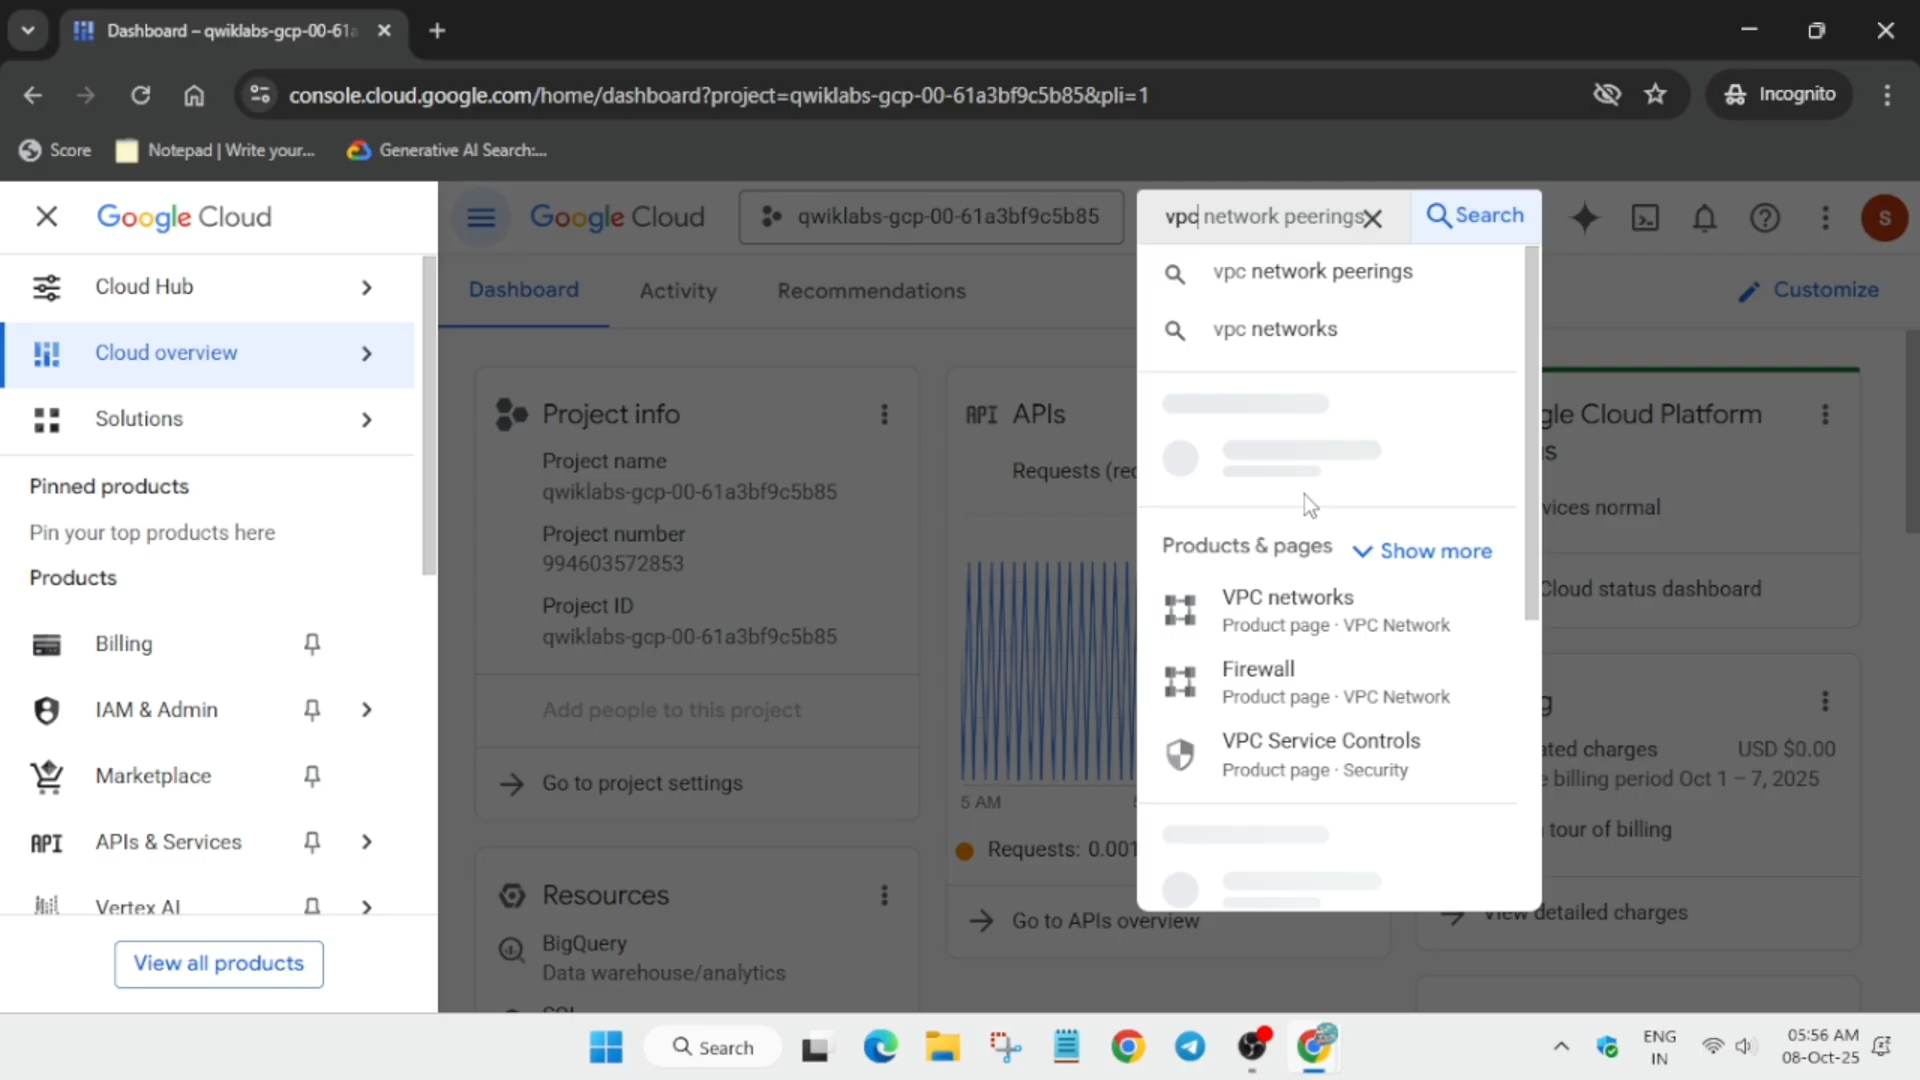 Dashboard – qwiklabs-gcp-00-61a
console.cloud.google.com/home/dashboard?project=qwiklabs-gcp-00-61a3bf9c5b85&pli=1
Incognito
Score
Notepad | Write your...
Generative AI Search:...
Google Cloud
Cloud Hub
Cloud overview
Solutions
Pinned products
Pin your top products here
Products
Billing
IAM & Admin
Marketplace
API APIs & Services
Vertex AI
View all products
Google Cloud
qwiklabs-gcp-00-61a3bf9c5b85
vpc network peerings
Search
S
Dashboard
Activity
Recommendations
Customize
Project info
Project name
qwiklabs-gcp-00-61a3bf9c5b85
Project number
994603572853
Project ID
qwiklabs-gcp-00-61a3bf9c5b85
Add people to this project
Go to project settings
Resources
BigQuery
Data warehouse/analytics
SQL
API APIs
Requests (rec
5 AM
Requests: 0.001
Go to APIs overview
vpc network peerings
vpc networks
Products & pages
Show more
VPC networks
Product page · VPC Network
Firewall
Product page · VPC Network
VPC Service Controls
Product page · Security
gle Cloud Platform
s
vices normal
Cloud status dashboard
g
ated charges
USD $0.00
e billing period Oct 1 – 7, 2025
tour of billing
View detailed charges
Search
ENG
IN
05:56 AM
08-Oct-25